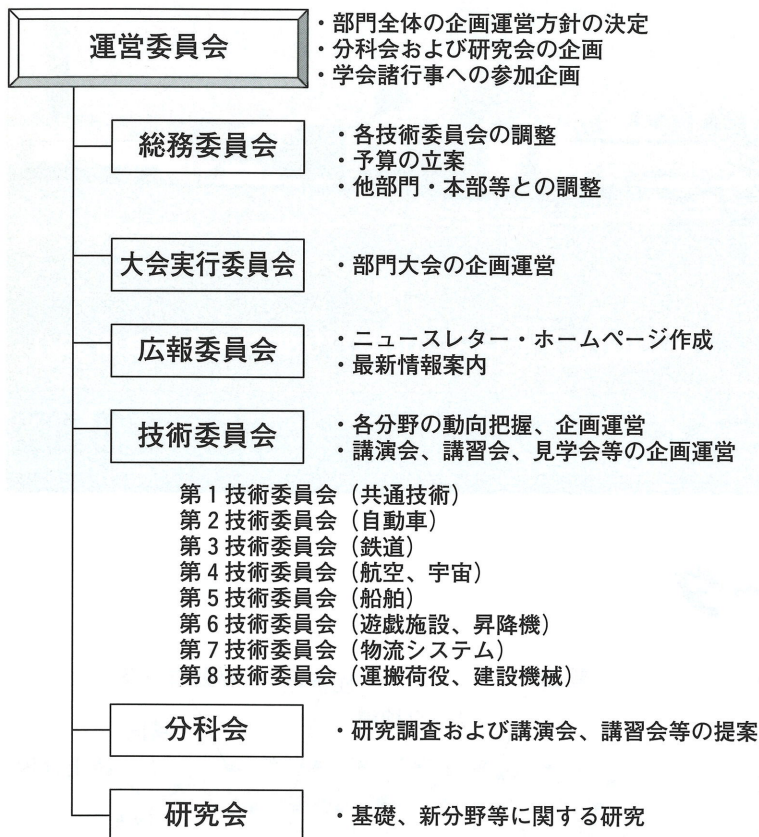 運営委員会
・部門全体の企画運営方針の決定
・分科会および研究会の企画
・学会諸行事への参加企画
総務委員会
・各技術委員会の調整
・予算の立案
・他部門・本部等との調整
大会実行委員会
・部門大会の企画運営
広報委員会
・ニュースレター・ホームページ作成
・最新情報案内
技術委員会
・各分野の動向把握、企画運営
・講演会、講習会、見学会等の企画運営
第1技術委員会（共通技術）
第2技術委員会（自動車）
第3技術委員会（鉄道）
第4技術委員会（航空、宇宙）
第5技術委員会（船舶）
第6技術委員会（遊戯施設、昇降機）
第7技術委員会（物流システム）
第8技術委員会（運搬荷役、建設機械）
分科会
・研究調査および講演会、講習会等の提案
研究会
・基礎、新分野等に関する研究